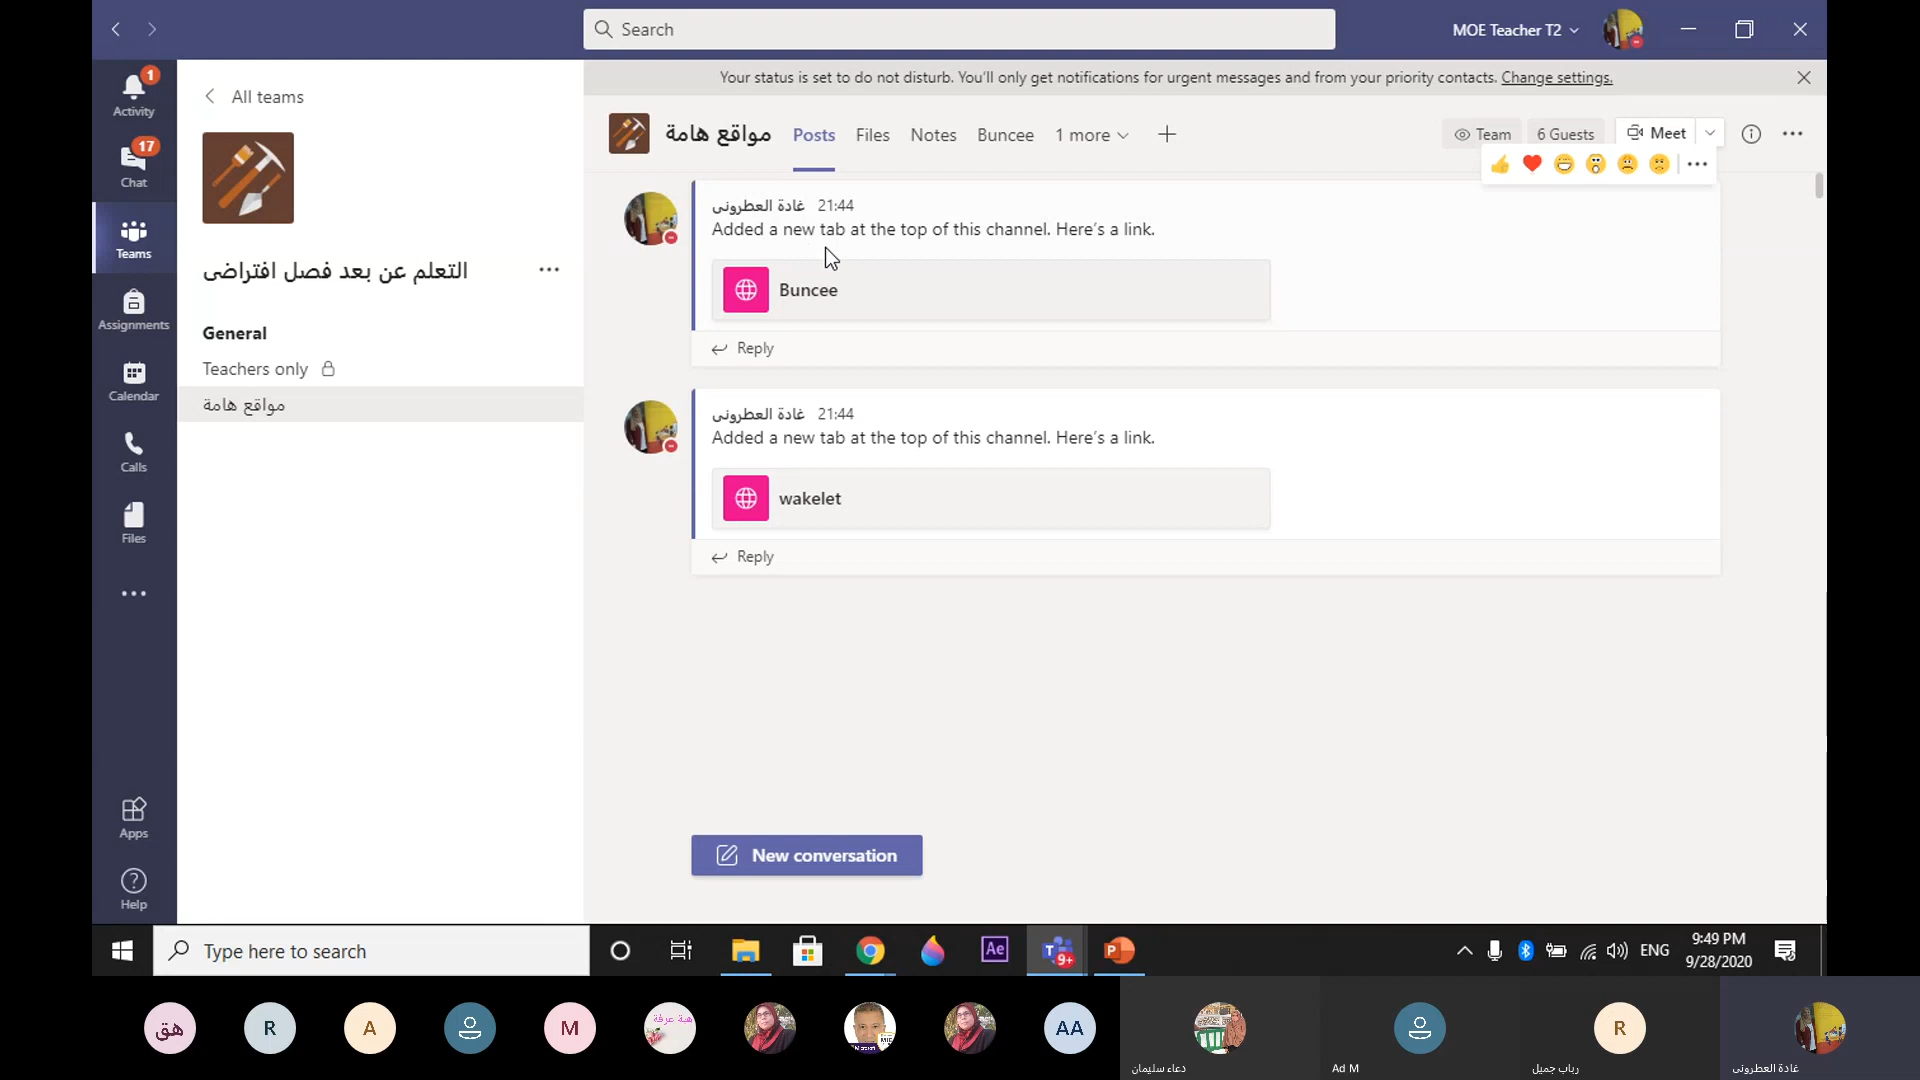 Search
MOE Teacher T2
1
Activity
17
Chat
Teams
Assignments
Calendar
Calls
Files
Apps
Help
All teams
التعلم عن بعد فصل افتراضى
General
Teachers only
مواقع هامة
Your status is set to do not disturb. You'll only get notifications for urgent messages and from your priority contacts. Change settings.
مواقع هامة
Posts Files Notes Buncee 1 more
Team 6 Guests Meet
غادة العطرونى 21:44
Added a new tab at the top of this channel. Here's a link.
Buncee
Reply
غادة العطرونى 21:44
Added a new tab at the top of this channel. Here's a link.
wakelet
Reply
New conversation
Type here to search
Ae
T
9+
P
ENG
9:49 PM
9/28/2020
هق
R
A
M
هبة عرفة
AA
دعاء سليمان
Ad M
R
رباب جميل
غادة العطرونى